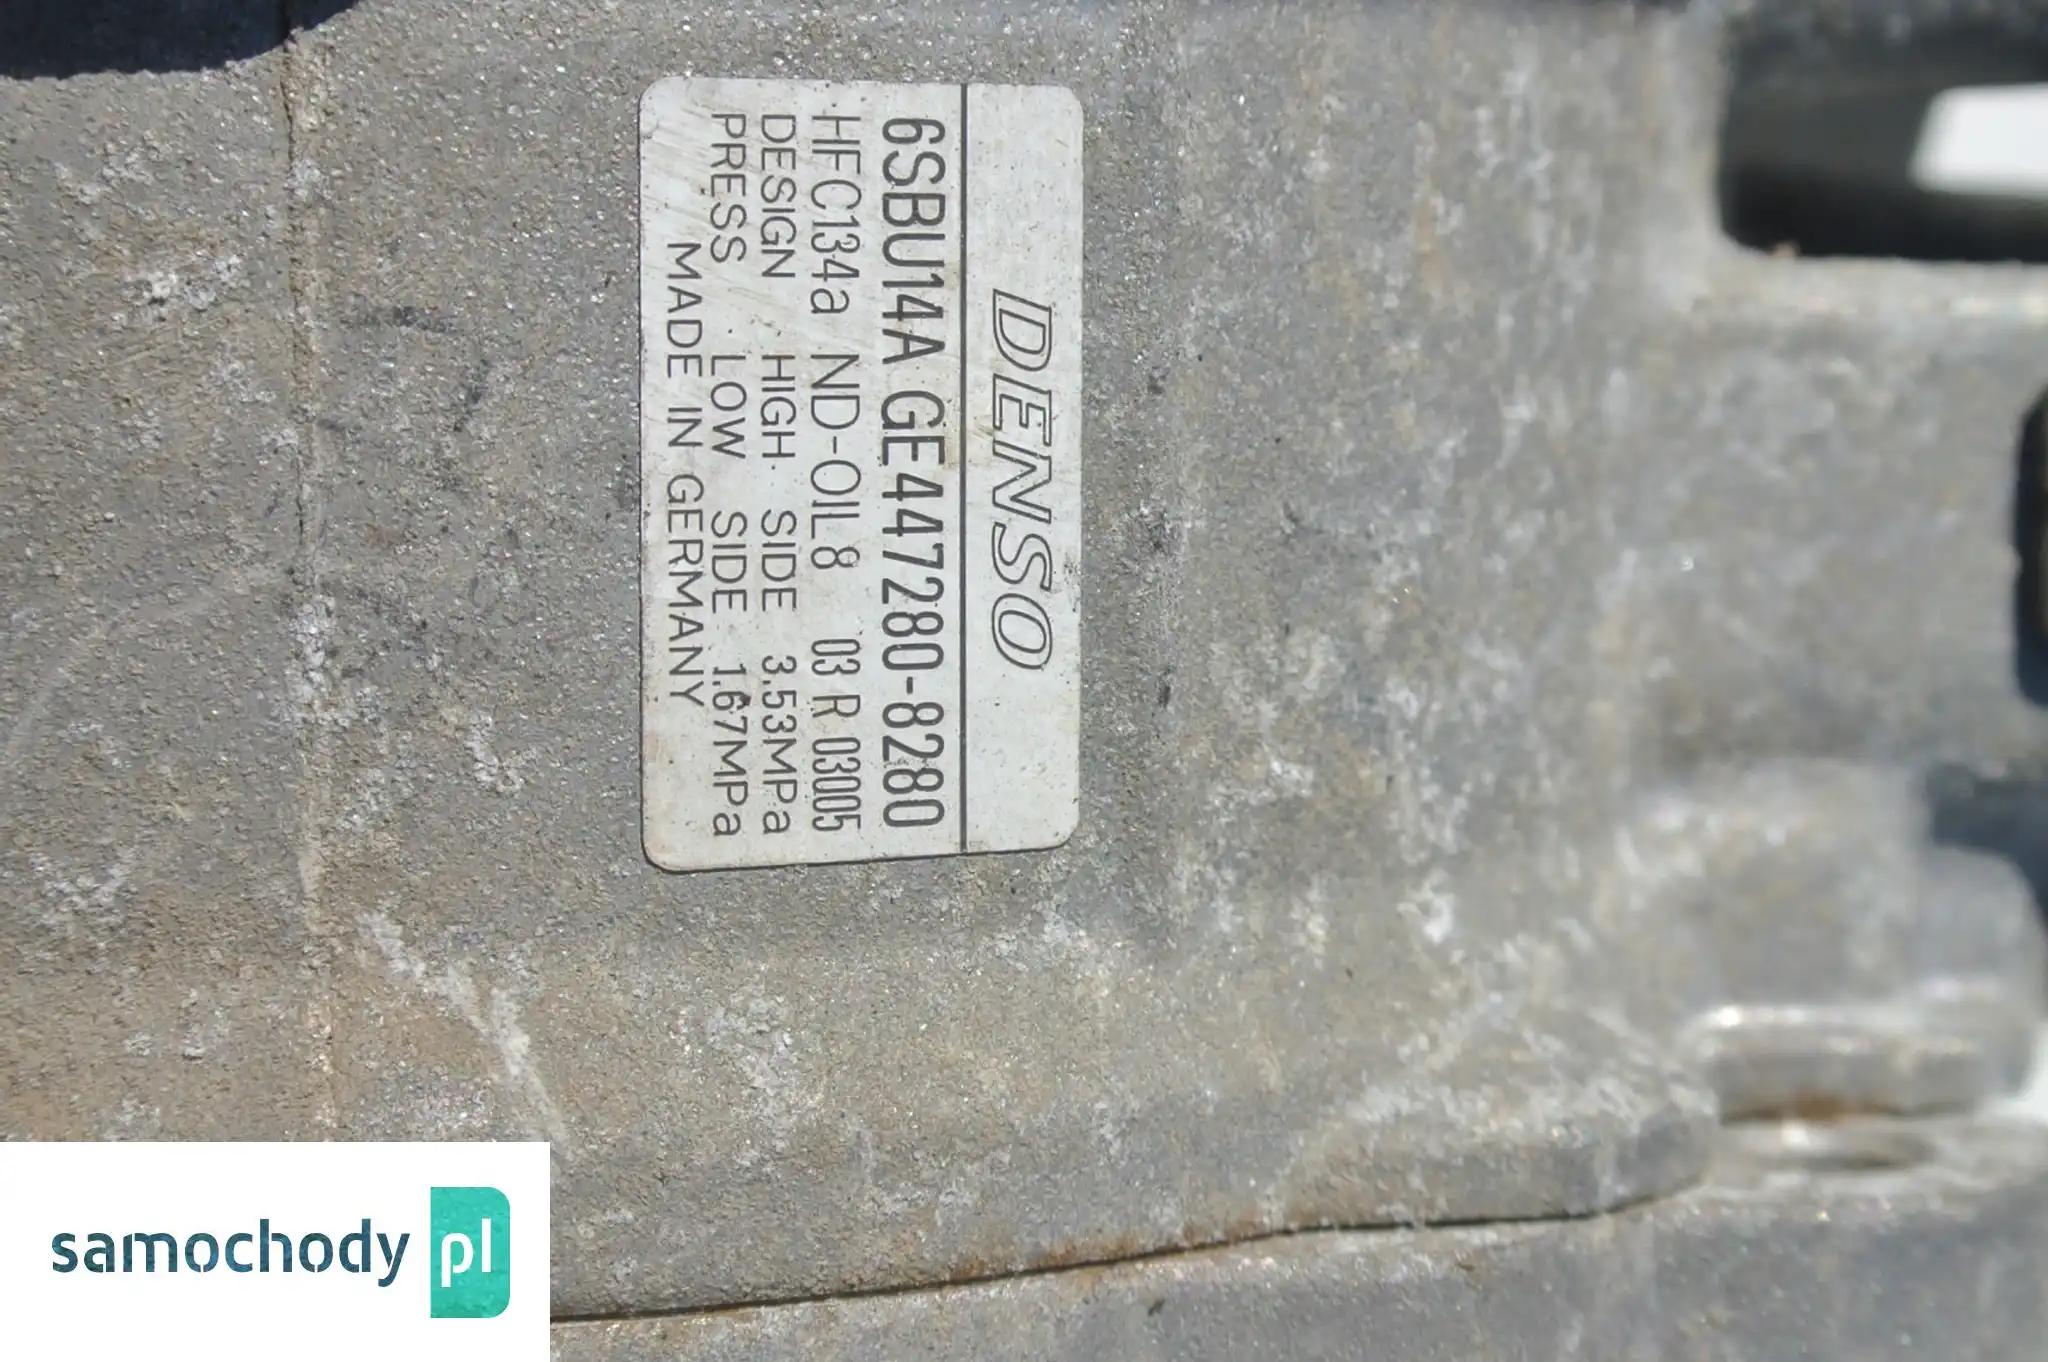 DENSO
6SBU14A GE447280-8280
HFC134a ND-OIL8 03 R 03005
DESIGN HIGH SIDE 3.53MPa
PRESS LOW SIDE 1.67MPa
MADE IN GERMANY
samochody pl